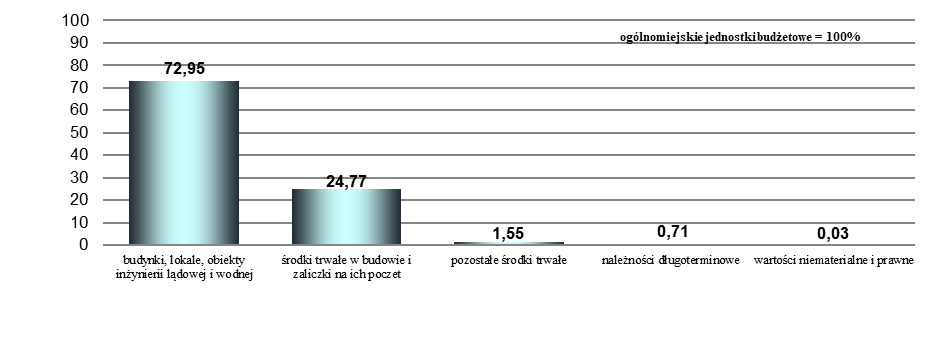 100
ogólnomiejskie jednostki budżetowe = 100%
90
80
72,95
70
60
50
40
30
24,77
20
10
1,55
0,71
0,03
0
budynki, lokale, obiekty
inżynierii lądowej i wodnej
środki trwałe w budowie i
zaliczki na ich poczet
pozostałe środki trwałe
należności długoterminowe
wartości niematerialne i prawne